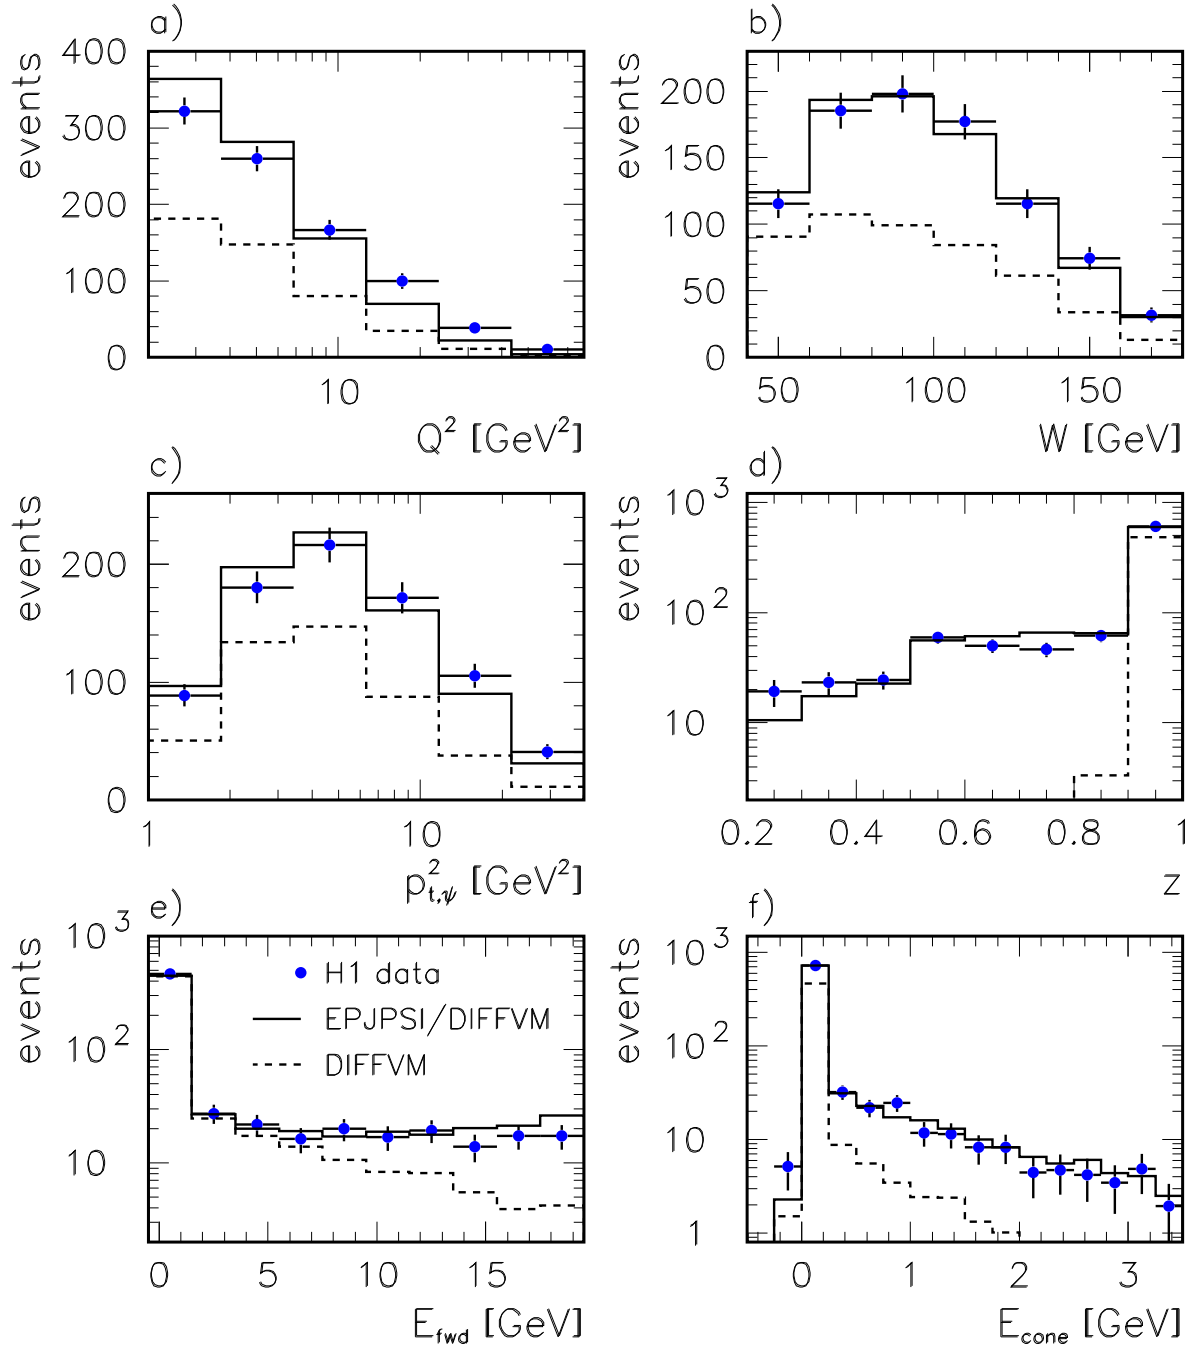 a)
events
400
300
200
100
0
10
Q² [GeV²]
b)
events
200
150
100
50
0
50 100 150
W [GeV]
c)
events
200
100
0
1 10
p²t,ψ [GeV²]
d)
events
10³
10²
10
0.2 0.4 0.6 0.8 1
z
e)
events
10³
10²
10
H1 data
EPJPSI/DIFFVM
DIFFVM
0 5 10 15
Efwd [GeV]
f)
events
10³
10²
10
1
0 1 2 3
Econe [GeV]